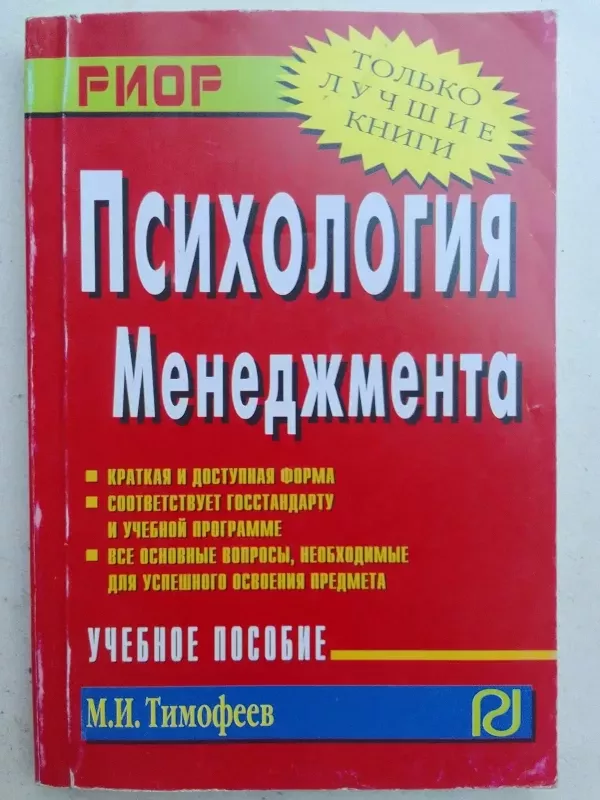 РИОР
ТОЛЬКО
ЛУЧШИЕ
КНИГИ
Психология
Менеджмента
КРАТКАЯ И ДОСТУПНАЯ ФОРМА
СООТВЕТСТВУЕТ ГОССТАНДАРТУ
И УЧЕБНОЙ ПРОГРАММЕ
ВСЕ ОСНОВНЫЕ ВОПРОСЫ, НЕОБХОДИМЫЕ
ДЛЯ УСПЕШНОГО ОСВОЕНИЯ ПРЕДМЕТА
УЧЕБНОЕ ПОСОБИЕ
М.И. Тимофеев